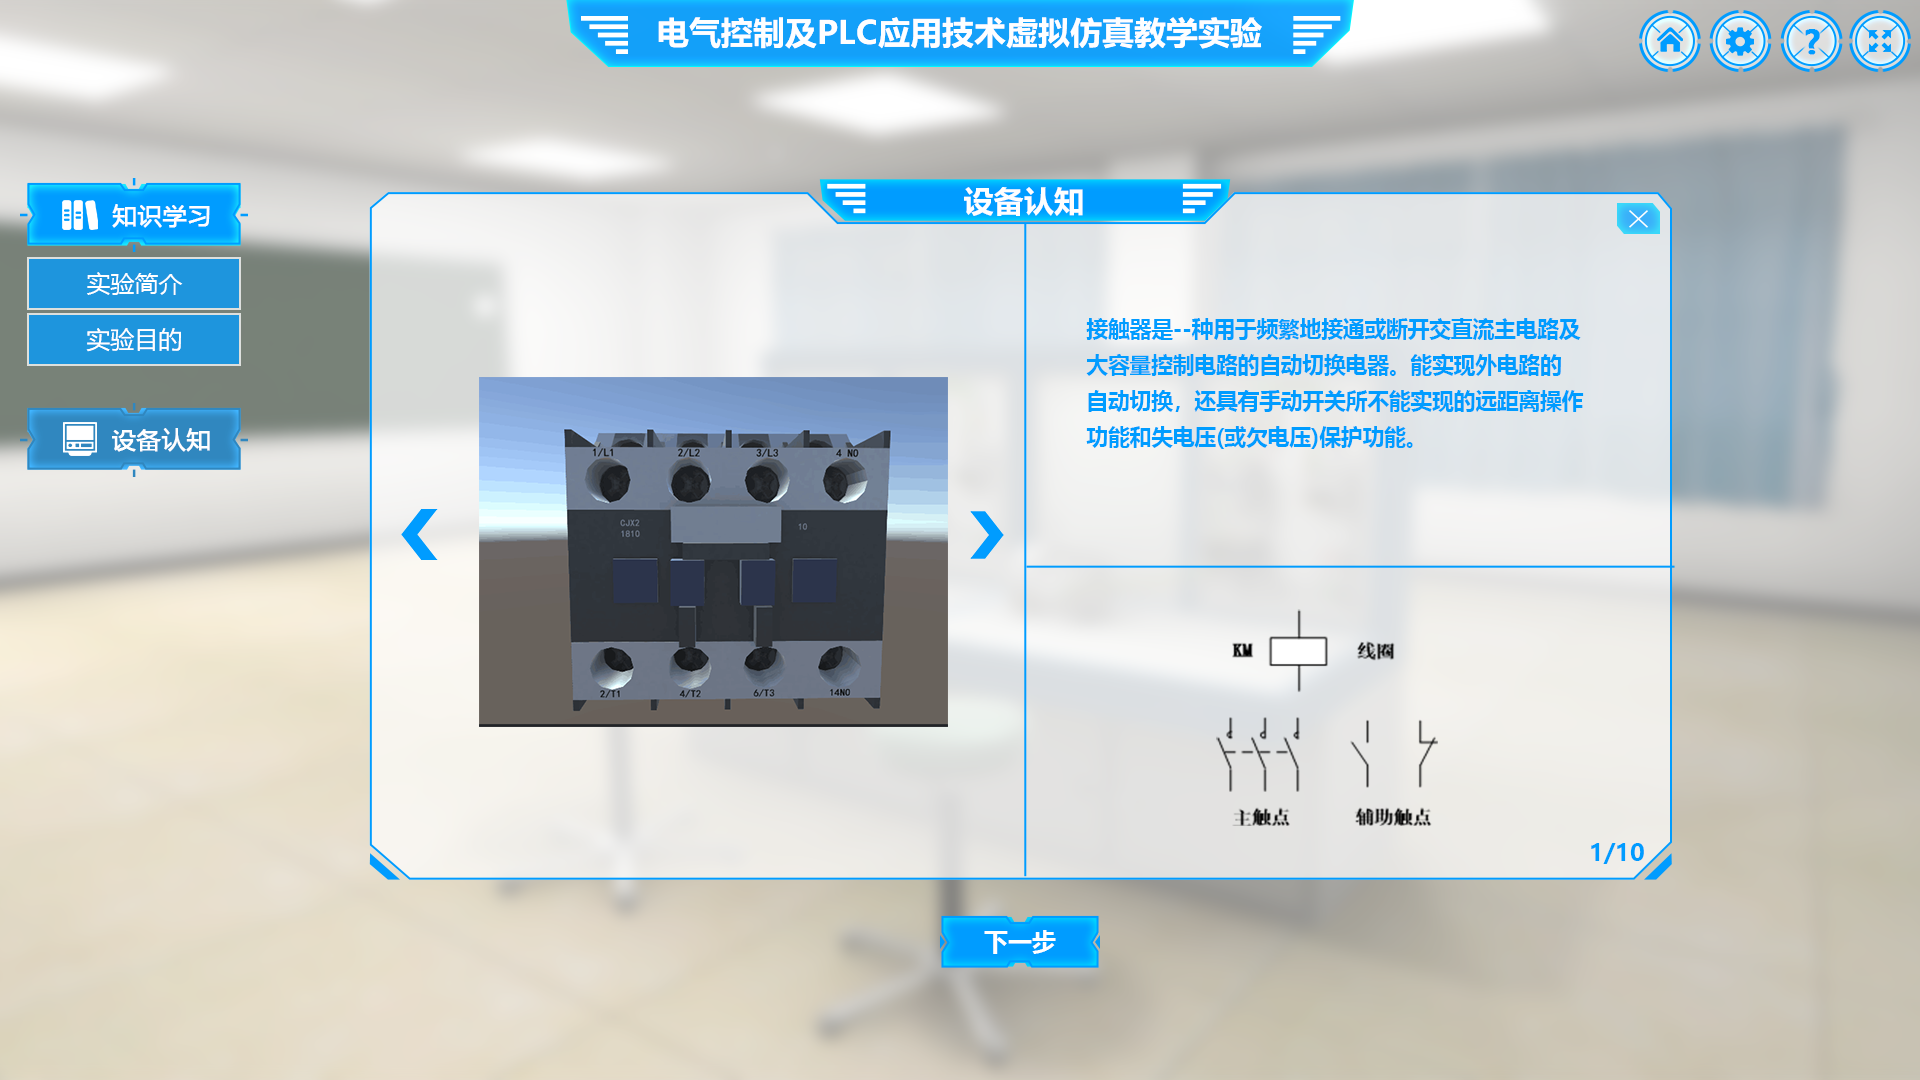 电气控制及PLC应用技术虚拟仿真教学实验
?
知识学习
实验简介
实验目的
设备认知
设备认知
1/L1 2/L2 3/L3 4 NO
CJX2
1810
10
2/T1 4/T2 6/T3 14NO
接触器是--种用于频繁地接通或断开交直流主电路及
大容量控制电路的自动切换电器。能实现外电路的
自动切换，还具有手动开关所不能实现的远距离操作
功能和失电压(或欠电压)保护功能。
KM 线圈
主触点 辅助触点
1/10
下一步